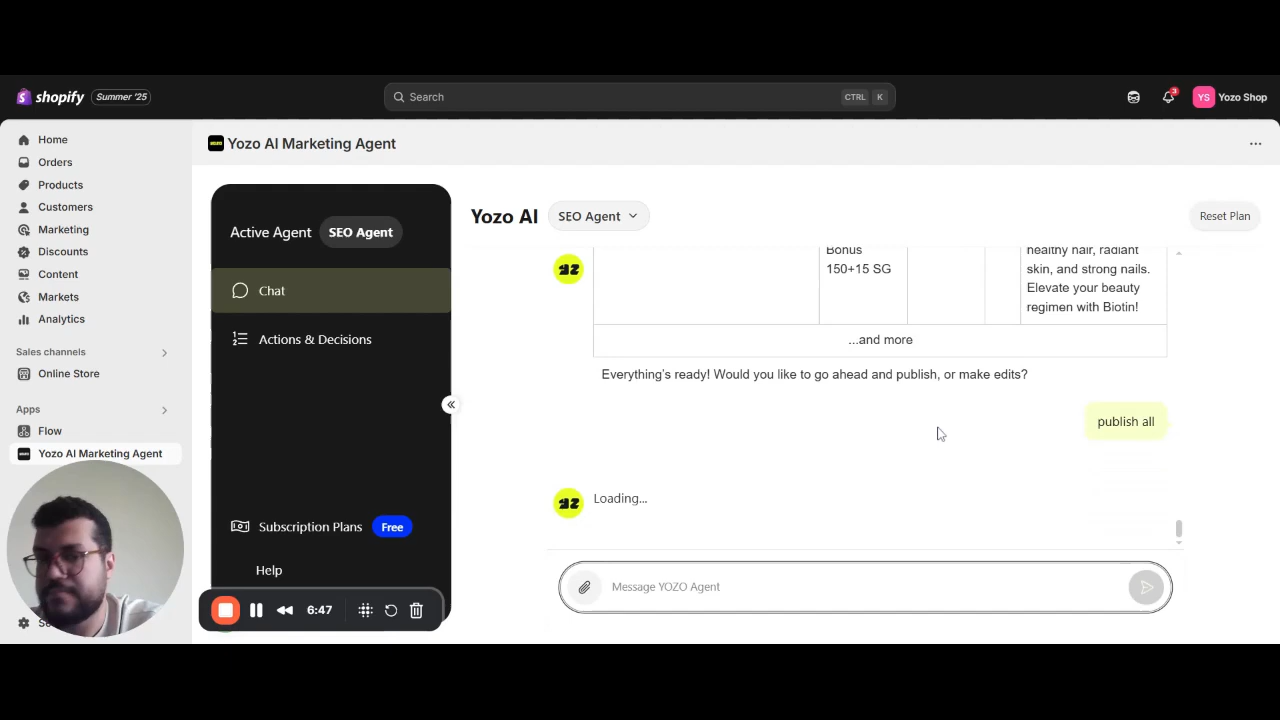 shopify
Summer '25
Search
CTRL K
3
YS
Yozo Shop
Home
Orders
Products
Customers
Marketing
Discounts
Content
Markets
Analytics
Sales channels
Online Store
Apps
Flow
Yozo AI Marketing Agent
Yozo AI Marketing Agent
Active Agent
SEO Agent
Chat
Actions & Decisions
Subscription Plans
Free
Help
6:47
Yozo AI
SEO Agent
Reset Plan
Bonus
150+15 SG
healthy hair, radiant
skin, and strong nails.
Elevate your beauty
regimen with Biotin!
...and more
Everything's ready! Would you like to go ahead and publish, or make edits?
publish all
Loading...
Message YOZO Agent